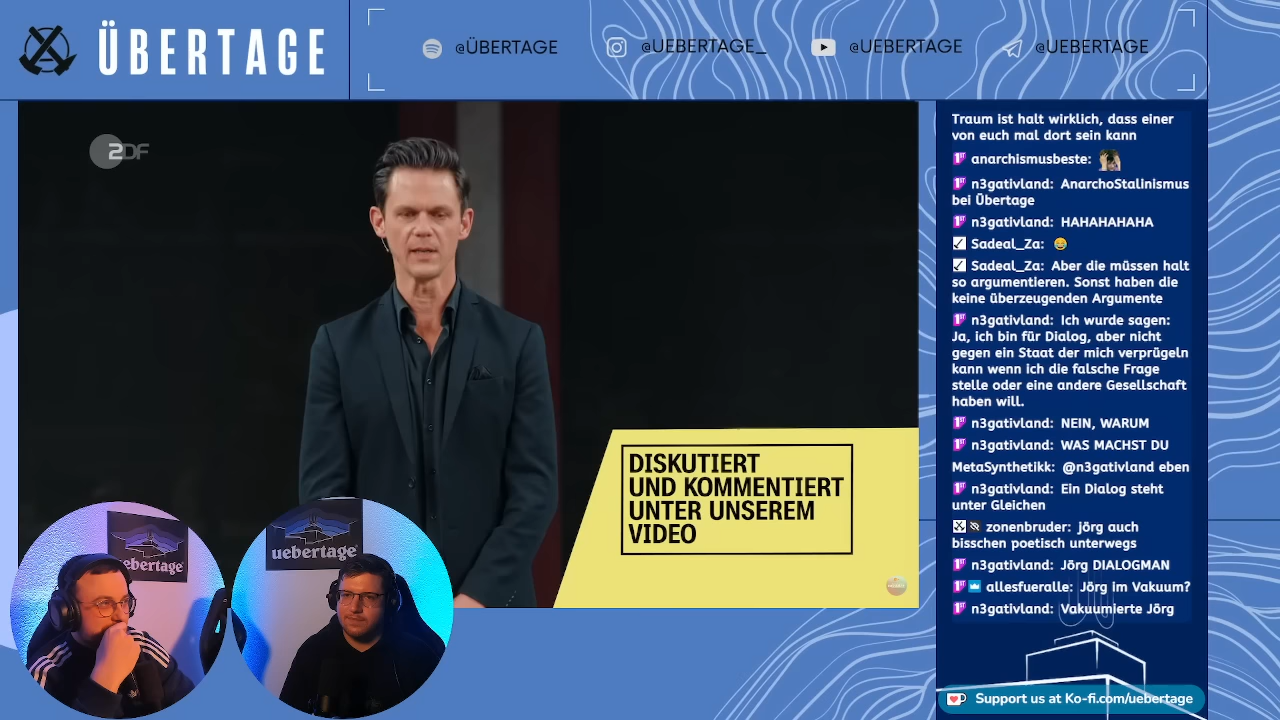 ÜBERTAGE
@ÜBERTAGE
@UEBERTAGE_
@UEBERTAGE
@UEBERTAGE
ZDF
DISKUTIERT
UND KOMMENTIERT
UNTER UNSEREM
VIDEO
uebertage
uebertage
Traum ist halt wirklich, dass einer
von euch mal dort sein kann
anarchismusbeste:
n3gativland: AnarchoStalinismus
bei Übertage
n3gativland: HAHAHAHAHA
Sadeal_Za: 😂
Sadeal_Za: Aber die müssen halt
so argumentieren. Sonst haben die
keine überzeugenden Argumente
n3gativland: Ich wurde sagen:
Ja, ich bin für Dialog, aber nicht
gegen ein Staat der mich verprügeln
kann wenn ich die falsche Frage
stelle oder eine andere Gesellschaft
haben will.
n3gativland: NEIN, WARUM
n3gativland: WAS MACHST DU
MetaSynthetikk: @n3gativland eben
n3gativland: Ein Dialog steht
unter Gleichen
zonenbruder: jörg auch
bisschen poetisch unterwegs
n3gativland: Jörg DIALOGMAN
allesfueralle: Jörg im Vakuum?
n3gativland: Vakuumierte Jörg
Support us at Ko-fi.com/uebertage